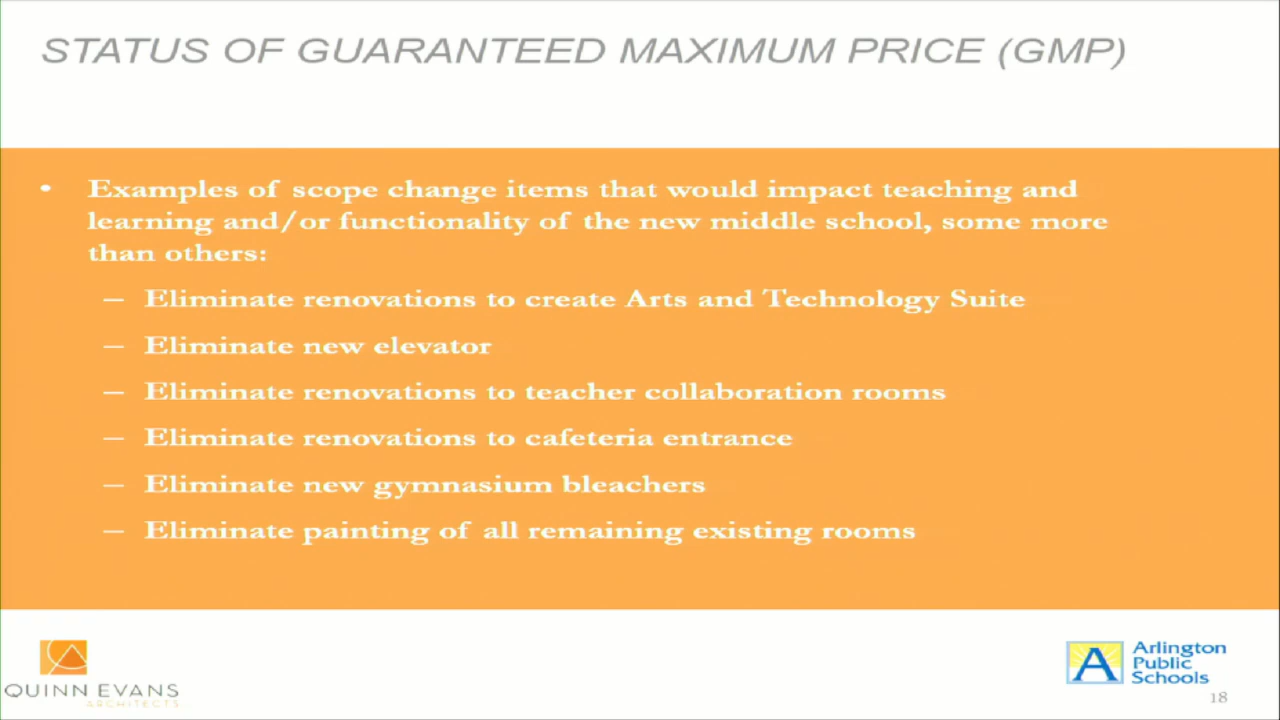 STATUS OF GUARANTEED MAXIMUM PRICE (GMP)
• Examples of scope change items that would impact teaching and
learning and/or functionality of the new middle school, some more
than others:
– Eliminate renovations to create Arts and Technology Suite
– Eliminate new elevator
– Eliminate renovations to teacher collaboration rooms
– Eliminate renovations to cafeteria entrance
– Eliminate new gymnasium bleachers
– Eliminate painting of all remaining existing rooms
QUINN EVANS
ARCHITECTS
A
Arlington
Public
Schools
18